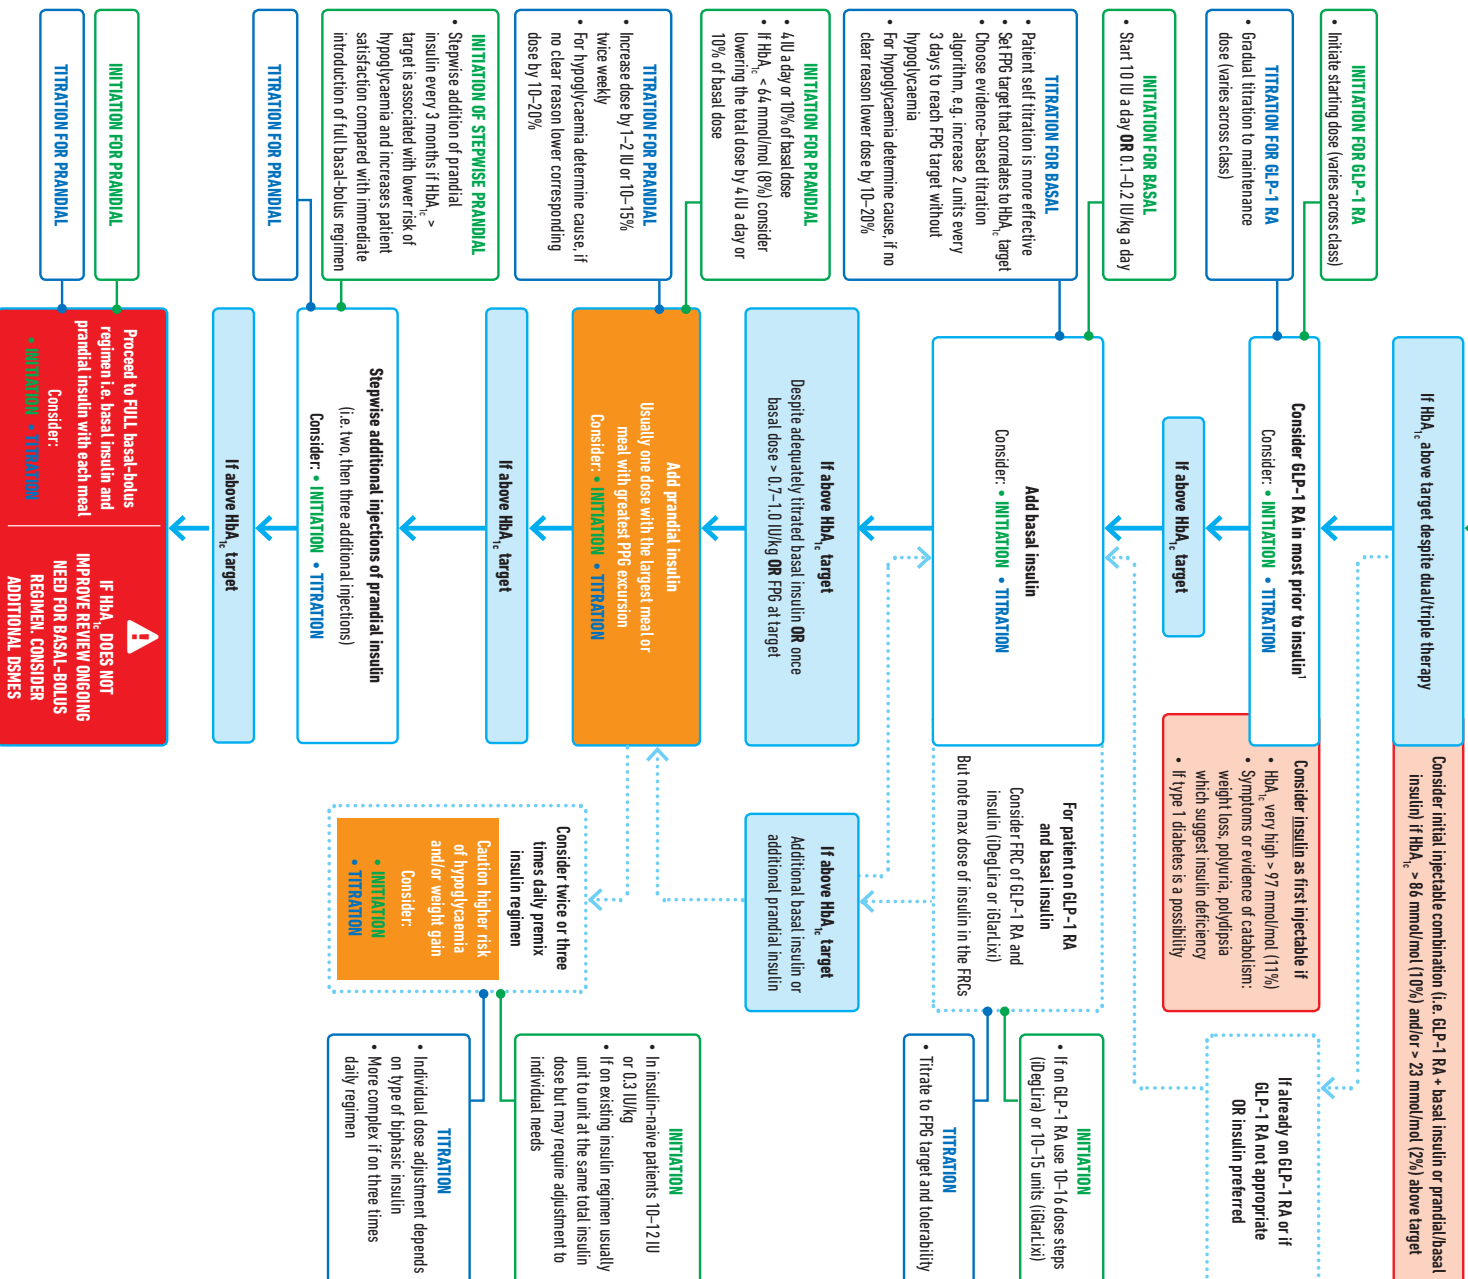 If HbA1c above target despite dual/triple therapy
Consider initial injectable combination (i.e. GLP-1 RA + basal insulin or prandial/basal
insulin) if HbA1c > 86 mmol/mol (10%) and/or > 23 mmol/mol (2%) above target
INITIATION FOR GLP-1 RA
• Initiate starting dose (varies across class)
TITRATION FOR GLP-1 RA
• Gradual titration to maintenance
dose (varies across class)
Consider GLP-1 RA in most prior to insulin1
Consider: • INITIATION • TITRATION
Consider insulin as first injectable if
• HbA1c very high > 97 mmol/mol (11%)
• Symptoms or evidence of catabolism:
weight loss, polyuria, polydipsia
which suggest insulin deficiency
• If type 1 diabetes is a possibility
If already on GLP-1 RA or if
GLP-1 RA not appropriate
OR insulin preferred
If above HbA1c target
INITIATION FOR BASAL
• Start 10 IU a day OR 0.1–0.2 IU/kg a day
TITRATION FOR BASAL
• Patient self titration is more effective
• Set FPG target that correlates to HbA1c target
• Choose evidence-based titration
algorithm, e.g. increase 2 units every
3 days to reach FPG target without
hypoglycaemia
• For hypoglycaemia determine cause, if no
clear reason lower dose by 10–20%
Add basal insulin
Consider: • INITIATION • TITRATION
For patient on GLP-1 RA
and basal insulin
Consider FRC of GLP-1 RA and
insulin (iDegLira or iGlarLixi)
But note max dose of insulin in the FRCs
INITIATION
• If on GLP-1 RA use 10–16 dose steps
(iDegLira) or 10–15 units (iGlarLixi)
TITRATION
• Titrate to FPG target and tolerability
If above HbA1c target
Despite adequately titrated basal insulin OR once
basal dose > 0.7–1.0 IU/kg OR FPG at target
If above HbA1c target
Additional basal insulin or
additional prandial insulin
INITIATION FOR PRANDIAL
• 4 IU a day or 10% of basal dose
• If HbA1c < 64 mmol/mol (8%) consider
lowering the total dose by 4 IU a day or
10% of basal dose
TITRATION FOR PRANDIAL
• Increase dose by 1–2 IU or 10–15%
twice weekly
• For hypoglycaemia determine cause, if
no clear reason lower corresponding
dose by 10–20%
Add prandial insulin
Usually one dose with the largest meal or
meal with greatest PPG excursion
Consider: • INITIATION • TITRATION
If above HbA1c target
Consider twice or three
times daily premix
insulin regimen
Caution higher risk
of hypoglycaemia
and/or weight gain
Consider:
• INITIATION
• TITRATION
INITIATION
• In insulin-naive patients 10–12 IU
or 0.3 IU/kg
• If on existing insulin regimen usually
unit to unit at the same total insulin
dose but may require adjustment to
individual needs
TITRATION
• Individual dose adjustment depends
on type of biphasic insulin
• More complex if on three times
daily regimen
INITIATION OF STEPWISE PRANDIAL
• Stepwise addition of prandial
insulin every 3 months if HbA1c >
target is associated with lower risk of
hypoglycaemia and increases patient
satisfaction compared with immediate
introduction of full basal-bolus regimen
TITRATION FOR PRANDIAL
Stepwise additional injections of prandial insulin
(i.e. two, then three additional injections)
Consider: • INITIATION • TITRATION
If above HbA1c target
INITIATION FOR PRANDIAL
TITRATION FOR PRANDIAL
Proceed to FULL basal-bolus
regimen i.e. basal insulin and
prandial insulin with each meal
Consider:
• INITIATION • TITRATION
!
IF HbA1c DOES NOT
IMPROVE REVIEW ONGOING
NEED FOR BASAL-BOLUS
REGIMEN. CONSIDER
ADDITIONAL DSMES